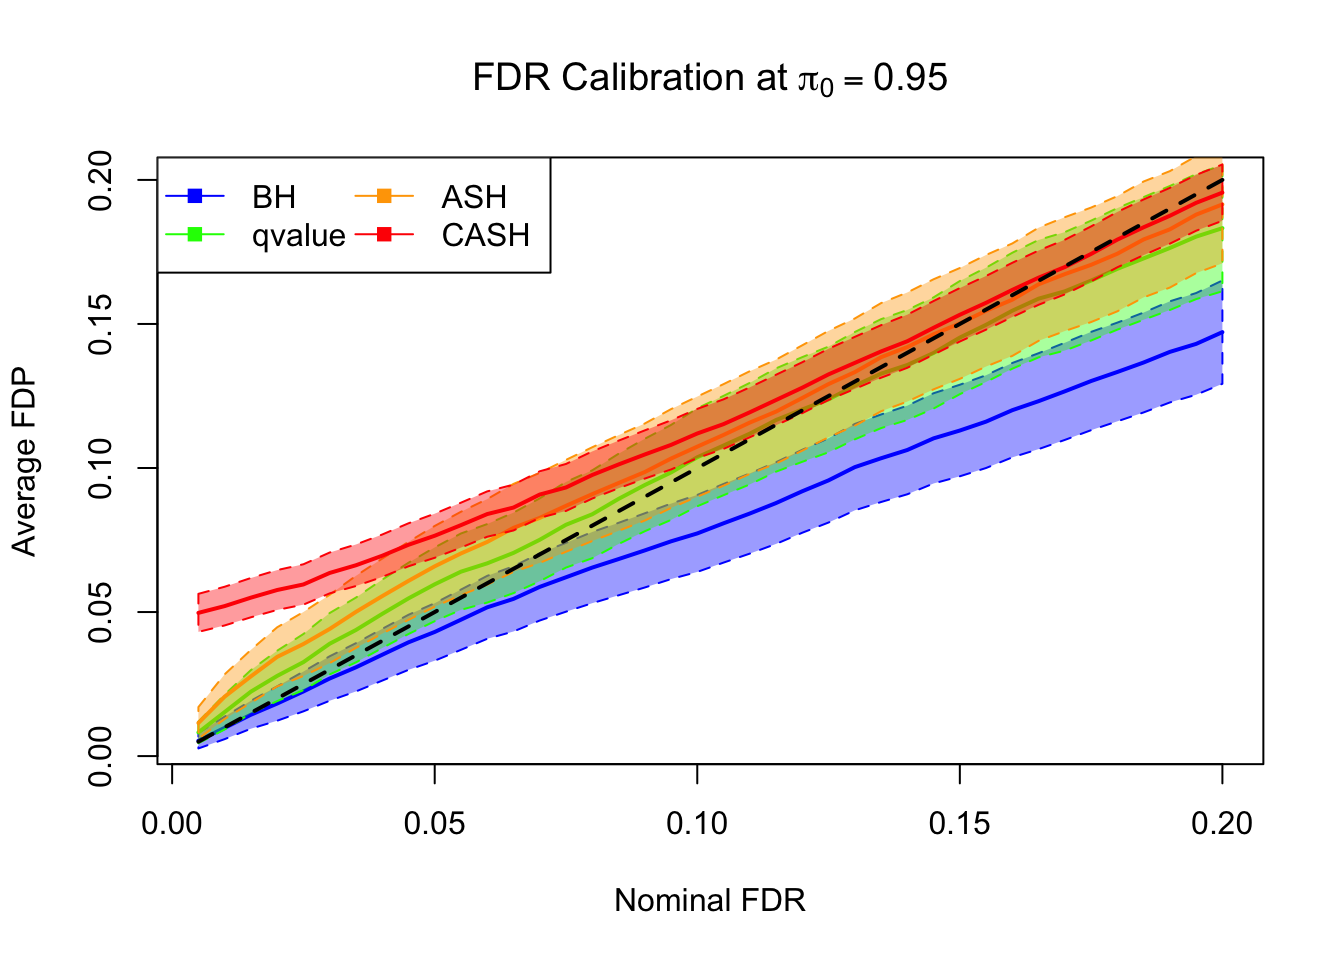 FDR Calibration at π0 = 0.95
BH ASH
qvalue CASH
Average FDP
0.20
0.15
0.10
0.05
0.00
0.00 0.05 0.10 0.15 0.20
Nominal FDR